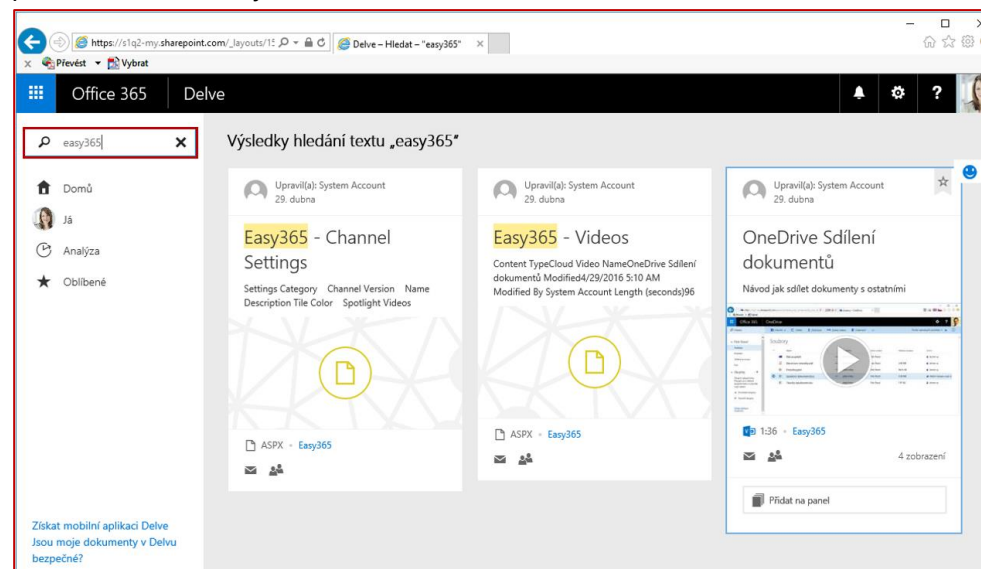 https://s1q2-my.sharepoint.com/_layouts/15
Delve – Hledat – "easy365"
Převést
Vybrat
Office 365
Delve
?
easy365
Výsledky hledání textu „easy365“
Domů
Já
Analýza
Oblíbené
Upravil(a): System Account
29. dubna
Easy365 - Channel
Settings
Settings Category Channel Version Name
Description Tile Color Spotlight Videos
ASPX • Easy365
Upravil(a): System Account
29. dubna
Easy365 - Videos
Content TypeCloud Video NameOneDrive Sdílení
dokumentů Modified4/29/2016 5:10 AM
Modified By System Account Length (seconds)96
ASPX • Easy365
Upravil(a): System Account
29. dubna
OneDrive Sdílení
dokumentů
Návod jak sdílet dokumenty s ostatními
Office 365
OneDrive
Soubory
1:36 • Easy365
4 zobrazení
Přidat na panel
Získat mobilní aplikaci Delve
Jsou moje dokumenty v Delvu
bezpečné?